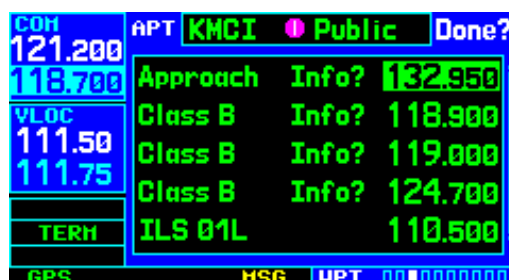 COM
121.200
118.700
VLOC
111.50
111.75
TERM
GPS
APT KMCI Public Done?
Approach Info? 132.950
Class B Info? 118.900
Class B Info? 119.000
Class B Info? 124.700
ILS 01L 110.500
MSG WPT